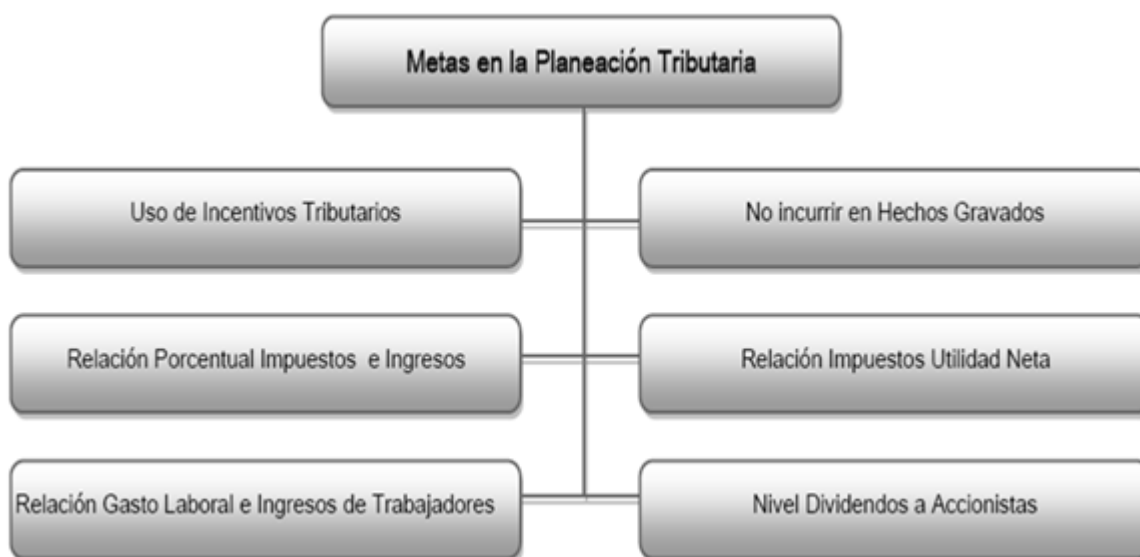 Metas en la Planeación Tributaria
Uso de Incentivos Tributarios
No incurrir en Hechos Gravados
Relación Porcentual Impuestos e Ingresos
Relación Impuestos Utilidad Neta
Relación Gasto Laboral e Ingresos de Trabajadores
Nivel Dividendos a Accionistas